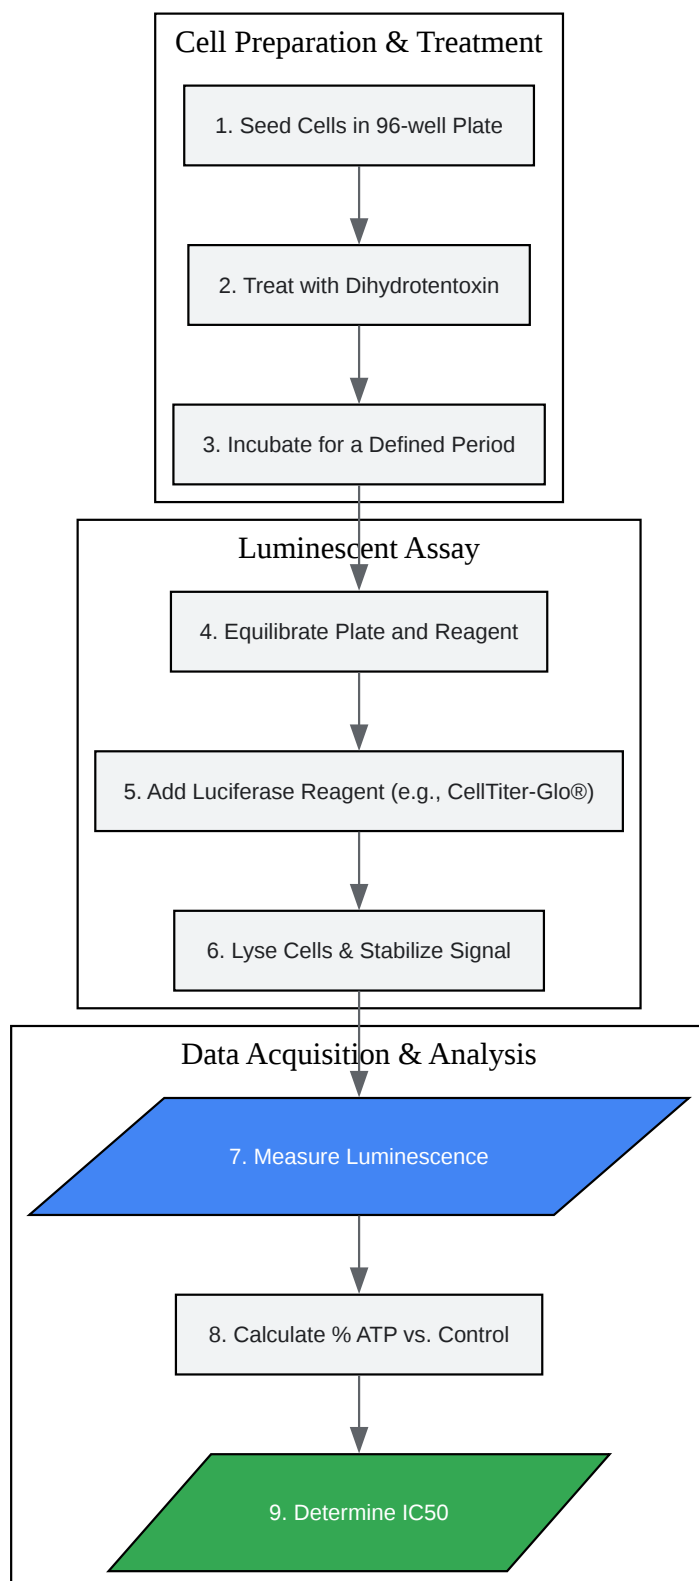 Cell Preparation & Treatment
1. Seed Cells in 96-well Plate
2. Treat with Dihydrotentoxin
3. Incubate for a Defined Period
Luminescent Assay
4. Equilibrate Plate and Reagent
5. Add Luciferase Reagent (e.g., CellTiter-Glo®)
6. Lyse Cells & Stabilize Signal
Data Acquisition & Analysis
7. Measure Luminescence
8. Calculate % ATP vs. Control
9. Determine IC50